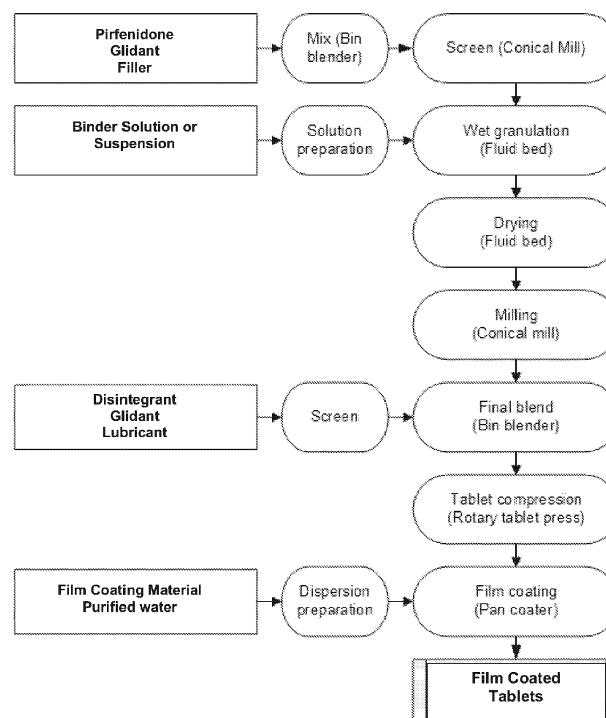 Pirfenidone
Glidant
Filler
Mix (Bin
blender)
Screen (Conical Mill)
Binder Solution or
Suspension
Solution
preparation
Wet granulation
(Fluid bed)
Drying
(Fluid bed)
Milling
(Conical mill)
Disintegrant
Glidant
Lubricant
Screen
Final blend
(Bin blender)
Tablet compression
(Rotary tablet press)
Film Coating Material
Purified water
Dispersion
preparation
Film coating
(Pan coater)
Film Coated
Tablets